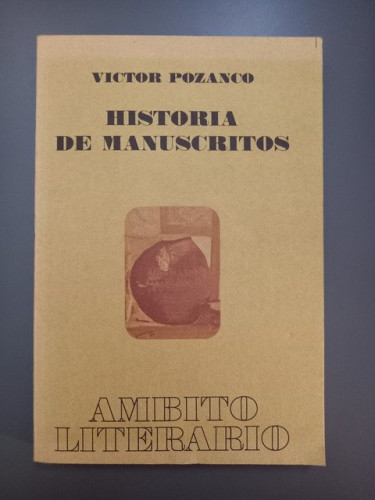 VICTOR POZANCO
HISTORIA
DE MANUSCRITOS
AMBITO
LITERARIO